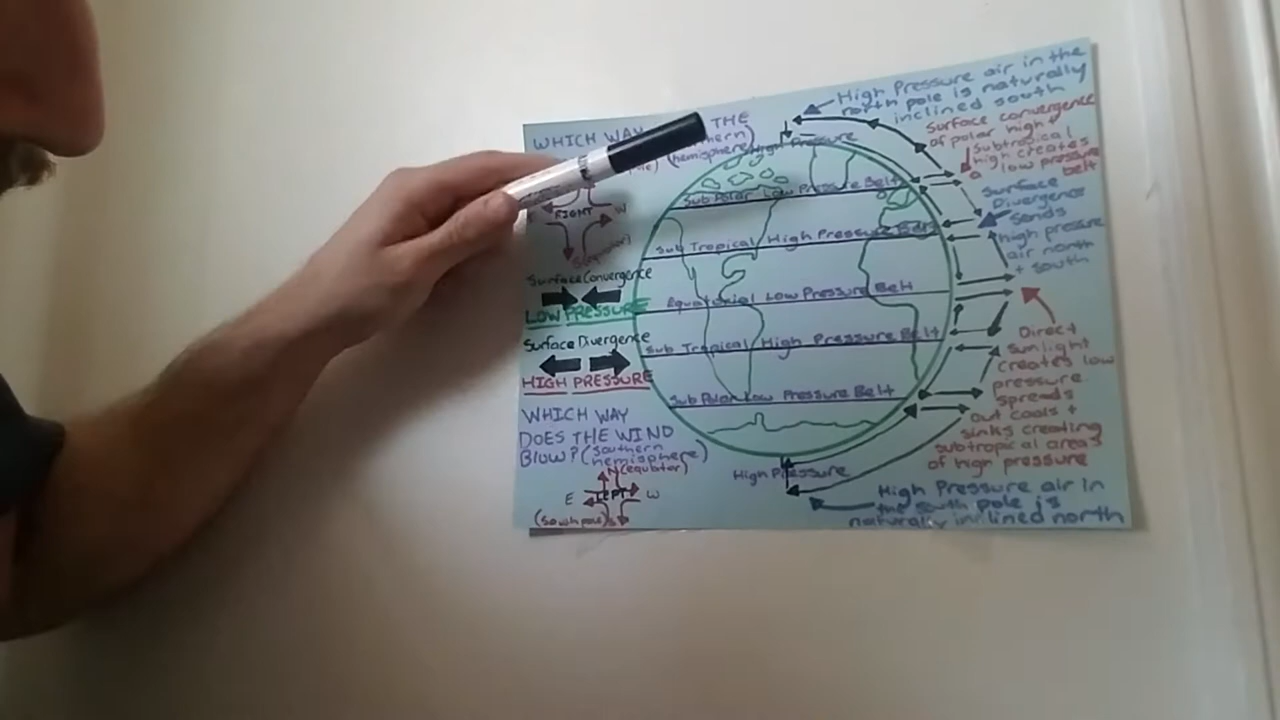 WHICH WAY THE
(hemisphere)
RIGHT W
Surface Convergence
LOW PRESSURE
Surface Divergence
HIGH PRESSURE
WHICH WAY
DOES THE WIND
BLOW? (southern
hemisphere)
N (equator)
E LEFT W
(south pole) S
High Pressure
Sub Polar Low Pressure Belt
Sub Tropical High Pressure Belt
Equatorial Low Pressure Belt
Sub Tropical High Pressure Belt
Sub Polar Low Pressure Belt
High Pressure
High Pressure air in the
north pole is naturally
inclined south
Surface convergence
of polar high +
subtropical
high creates
a low pressure
belt
Surface
Divergence
Sends
high pressure
air north
+ south
Direct
sunlight
creates low
pressure
spreads
out cools +
sinks creating
subtropical areas
of high pressure
High Pressure air in
the south pole is
naturally inclined north